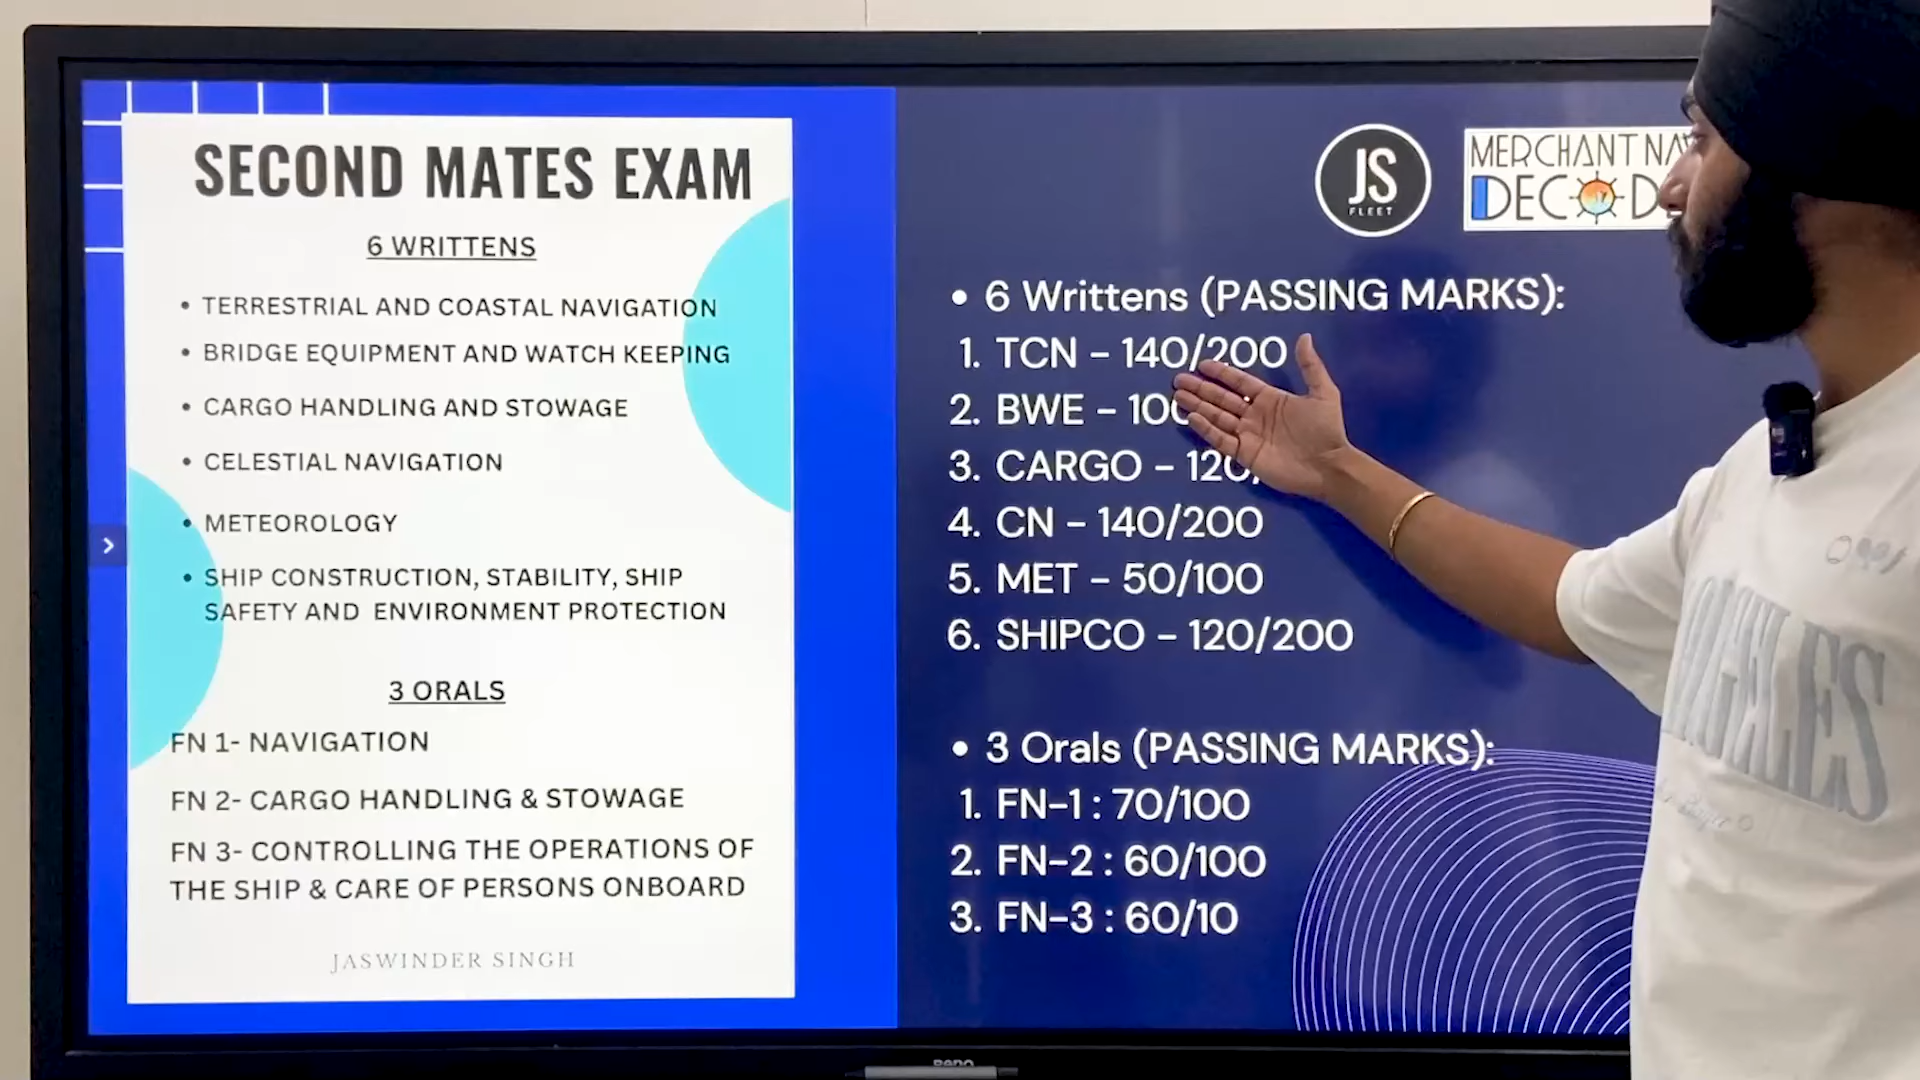 SECOND MATES EXAM
6 WRITTENS
• TERRESTRIAL AND COASTAL NAVIGATION
• BRIDGE EQUIPMENT AND WATCH KEEPING
• CARGO HANDLING AND STOWAGE
• CELESTIAL NAVIGATION
• METEOROLOGY
• SHIP CONSTRUCTION, STABILITY, SHIP
SAFETY AND ENVIRONMENT PROTECTION
3 ORALS
FN 1- NAVIGATION
FN 2- CARGO HANDLING & STOWAGE
FN 3- CONTROLLING THE OPERATIONS OF
THE SHIP & CARE OF PERSONS ONBOARD
JASWINDER SINGH
JS
FLEET
MERCHANT
• 6 Writtens (PASSING MARKS):
1. TCN – 140/200
2. BWE –
3. CARGO –
4. CN – 140/200
5. MET – 50/100
6. SHIPCO – 120/200
• 3 Orals (PASSING MARKS):
1. FN-1 : 70/100
2. FN-2 : 60/100
3. FN-3 : 60/10